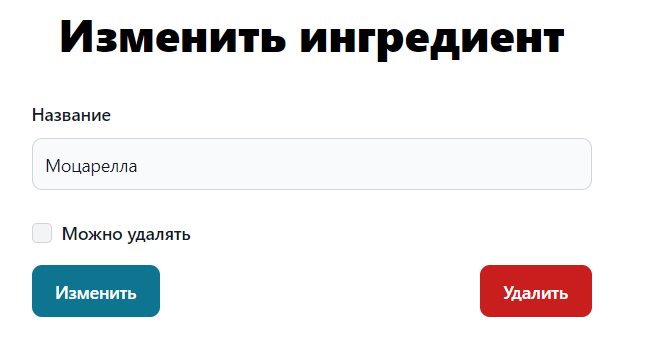 Изменить ингредиент
Название
Моцарелла
Можно удалять
Изменить
Удалить